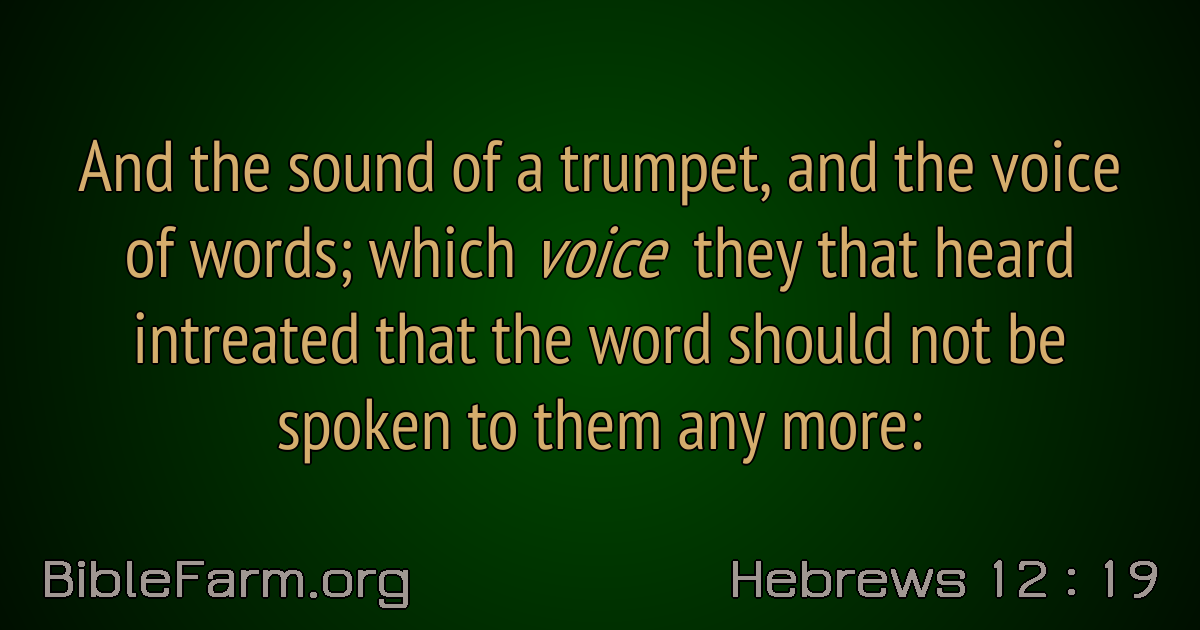 And the sound of a trumpet, and the voice
of words; which voice they that heard
intreated that the word should not be
spoken to them any more:
BibleFarm.org
Hebrews 12 : 19